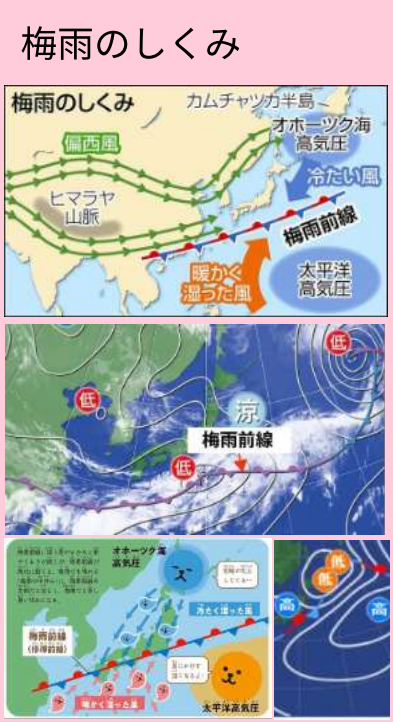 梅雨のしくみ
梅雨のしくみ
カムチャツカ半島
オホーツク海
高気圧
偏西風
冷たい風
ヒマラヤ
山脈
梅雨前線
暖かく
湿うた風
太平洋
高気圧
低
低
涼
梅雨前線
低
オホーツク海
高気圧
冷たく湿った風
梅雨前線
(停滞前線)
暖かく湿った風
太平洋高気圧
低
低
高
高